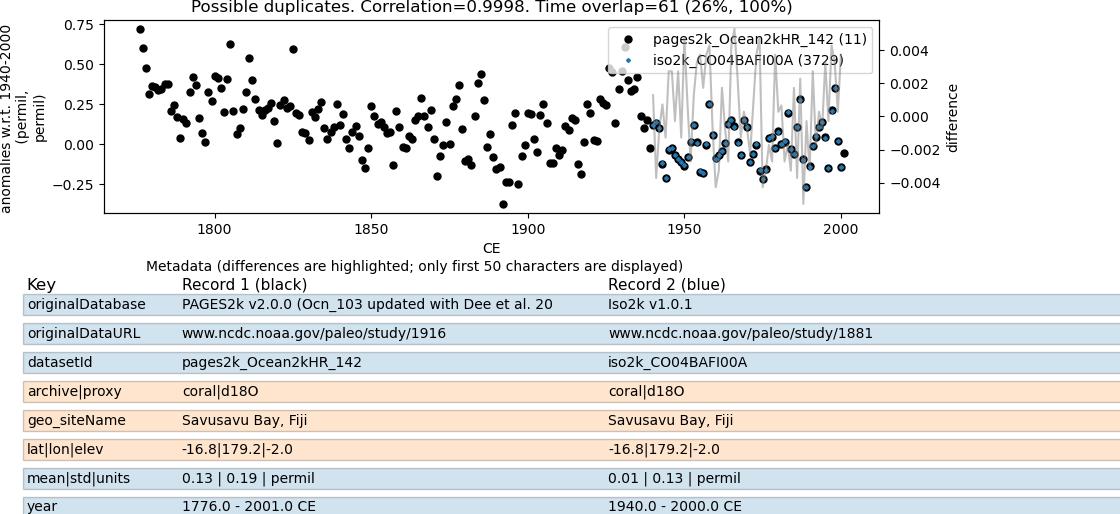 Possible duplicates. Correlation=0.9998. Time overlap=61 (26%, 100%)
anomalies w.r.t. 1940-2000
(permil,
permil)
0.75
0.50
0.25
0.00
−0.25
pages2k_Ocean2kHR_142 (11)
iso2k_CO04BAFI00A (3729)
0.004
0.002
0.000
−0.002
−0.004
difference
1800
1850
1900
1950
2000
CE
Metadata (differences are highlighted; only first 50 characters are displayed)
Key Record 1 (black) Record 2 (blue)
originalDatabase PAGES2k v2.0.0 (Ocn_103 updated with Dee et al. 20 Iso2k v1.0.1
originalDataURL www.ncdc.noaa.gov/paleo/study/1916 www.ncdc.noaa.gov/paleo/study/1881
datasetId pages2k_Ocean2kHR_142 iso2k_CO04BAFI00A
archive|proxy coral|d18O coral|d18O
geo_siteName Savusavu Bay, Fiji Savusavu Bay, Fiji
lat|lon|elev -16.8|179.2|-2.0 -16.8|179.2|-2.0
mean|std|units 0.13 | 0.19 | permil 0.01 | 0.13 | permil
year 1776.0 - 2001.0 CE 1940.0 - 2000.0 CE